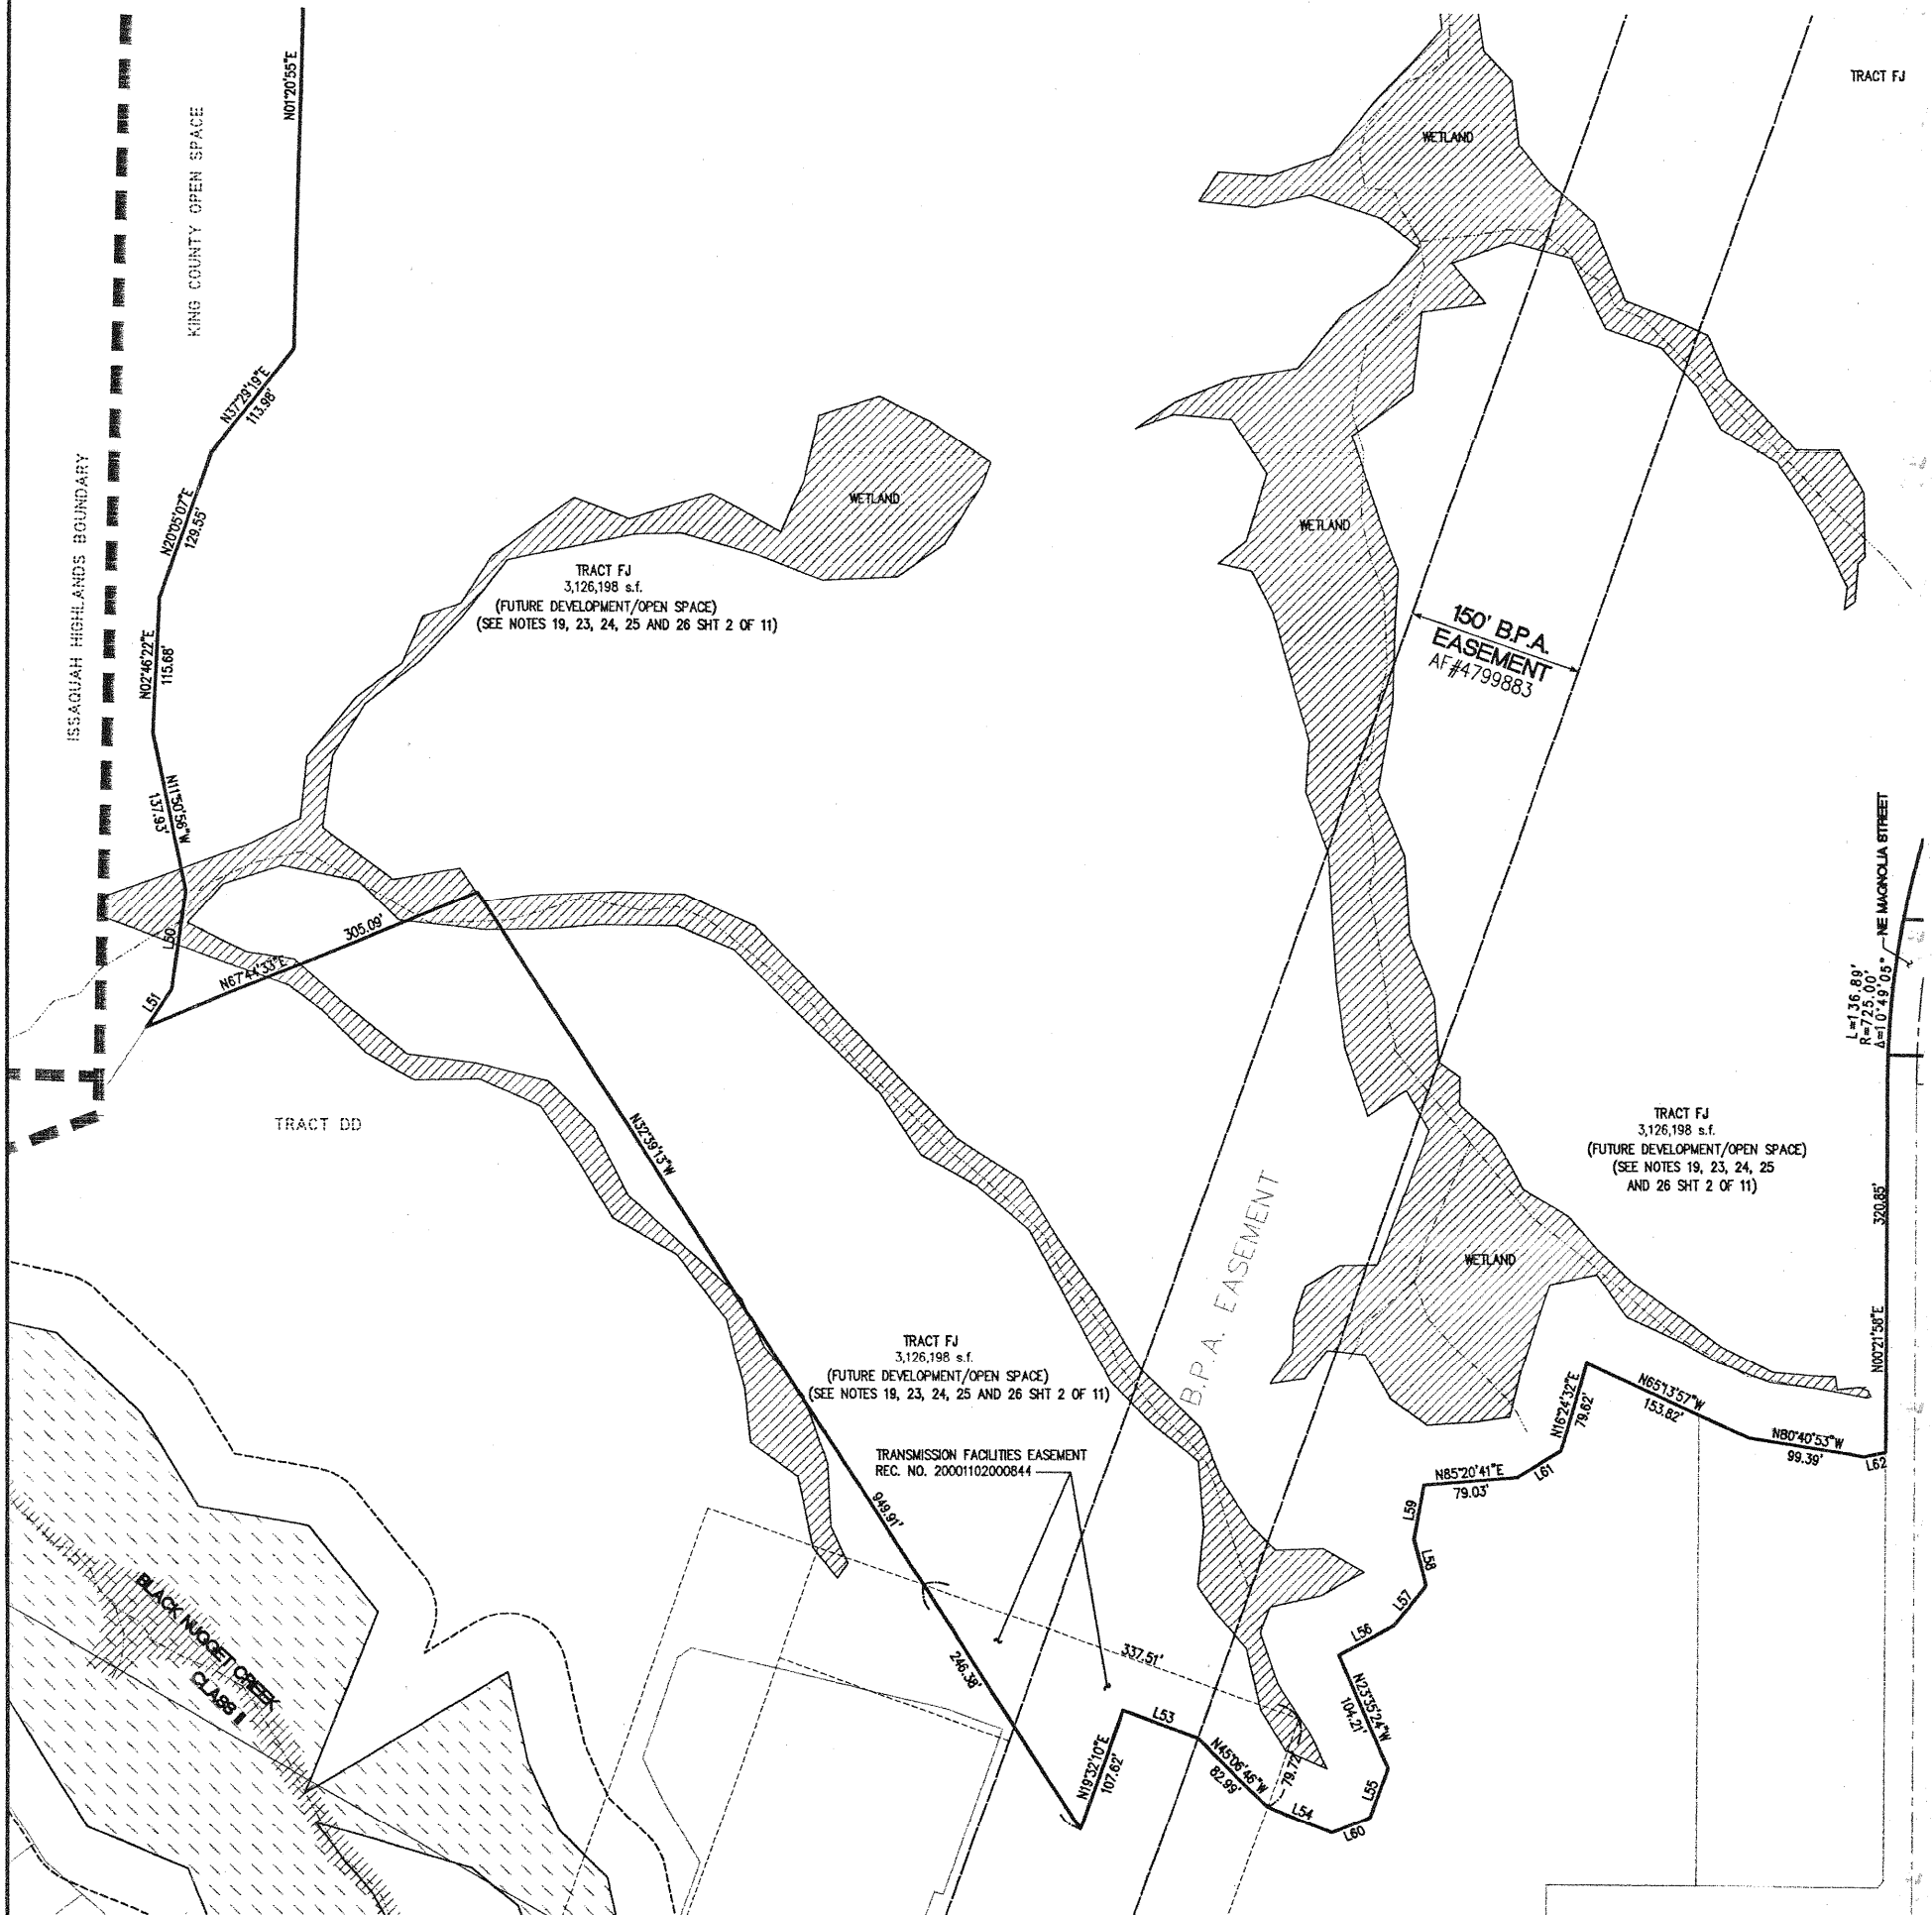 N01°20'55"E
KING COUNTY OPEN SPACE
TRACT FJ
WETLAND
N37°29'19"E
113.98'
ISSAQUAH HIGHLANDS BOUNDARY
N20°05'07"E
129.55'
WETLAND
WETLAND
TRACT FJ
3,126,198 s.f.
(FUTURE DEVELOPMENT/OPEN SPACE)
(SEE NOTES 19, 23, 24, 25 AND 26 SHT 2 OF 11)
150' B.P.A.
EASEMENT
AF#4799883
N02°46'22"E
115.68'
N11°50'56"W
137.93'
L50
L51
N67°44'33"E
305.09'
NE MAGNOLIA STREET
L=136.89'
R=725.00'
Δ=10°49'05"
TRACT DD
N32°39'13"W
949.91'
TRACT FJ
3,126,198 s.f.
(FUTURE DEVELOPMENT/OPEN SPACE)
(SEE NOTES 19, 23, 24, 25
AND 26 SHT 2 OF 11)
B.P.A. EASEMENT
WETLAND
N00°21'58"E
320.85'
TRACT FJ
3,126,198 s.f.
(FUTURE DEVELOPMENT/OPEN SPACE)
(SEE NOTES 19, 23, 24, 25 AND 26 SHT 2 OF 11)
N16°24'32"E
79.62'
N65°13'57"W
153.82'
N80°40'53"W
99.39'
L62
TRANSMISSION FACILITIES EASEMENT
REC. NO. 20001102000844
N85°20'41"E
79.03'
L61
L59
L58
L57
L56
BLACK NUGGET CREEK
CLASS II
246.38'
337.51'
N23°35'24"W
104.21'
N19°32'10"E
107.62'
L53
N45°06'46"W
82.99'
79.72'
L54
L55
L60